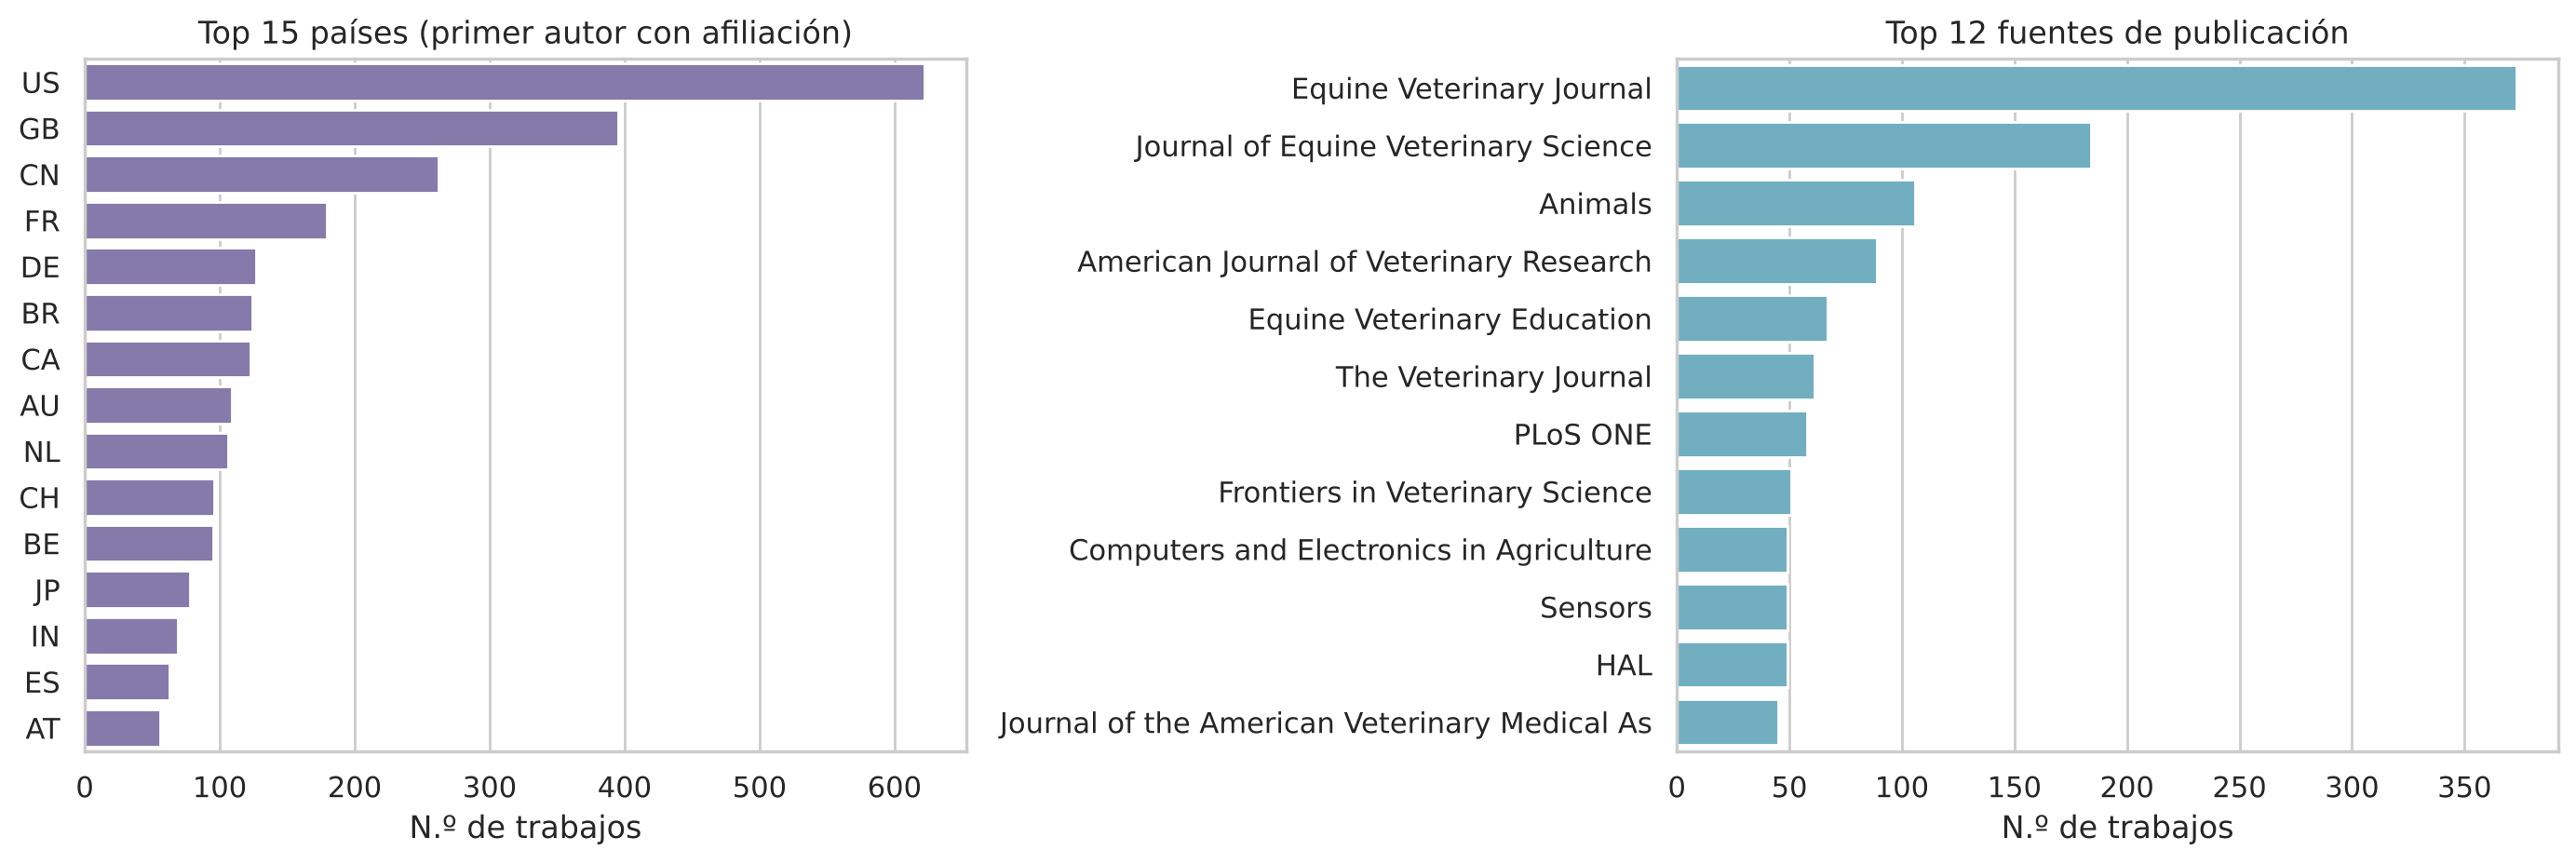 Top 15 países (primer autor con afiliación)
US
GB
CN
FR
DE
BR
CA
AU
NL
CH
BE
JP
IN
ES
AT
0 100 200 300 400 500 600
N.º de trabajos
Top 12 fuentes de publicación
Equine Veterinary Journal
Journal of Equine Veterinary Science
Animals
American Journal of Veterinary Research
Equine Veterinary Education
The Veterinary Journal
PLoS ONE
Frontiers in Veterinary Science
Computers and Electronics in Agriculture
Sensors
HAL
Journal of the American Veterinary Medical As
0 50 100 150 200 250 300 350
N.º de trabajos